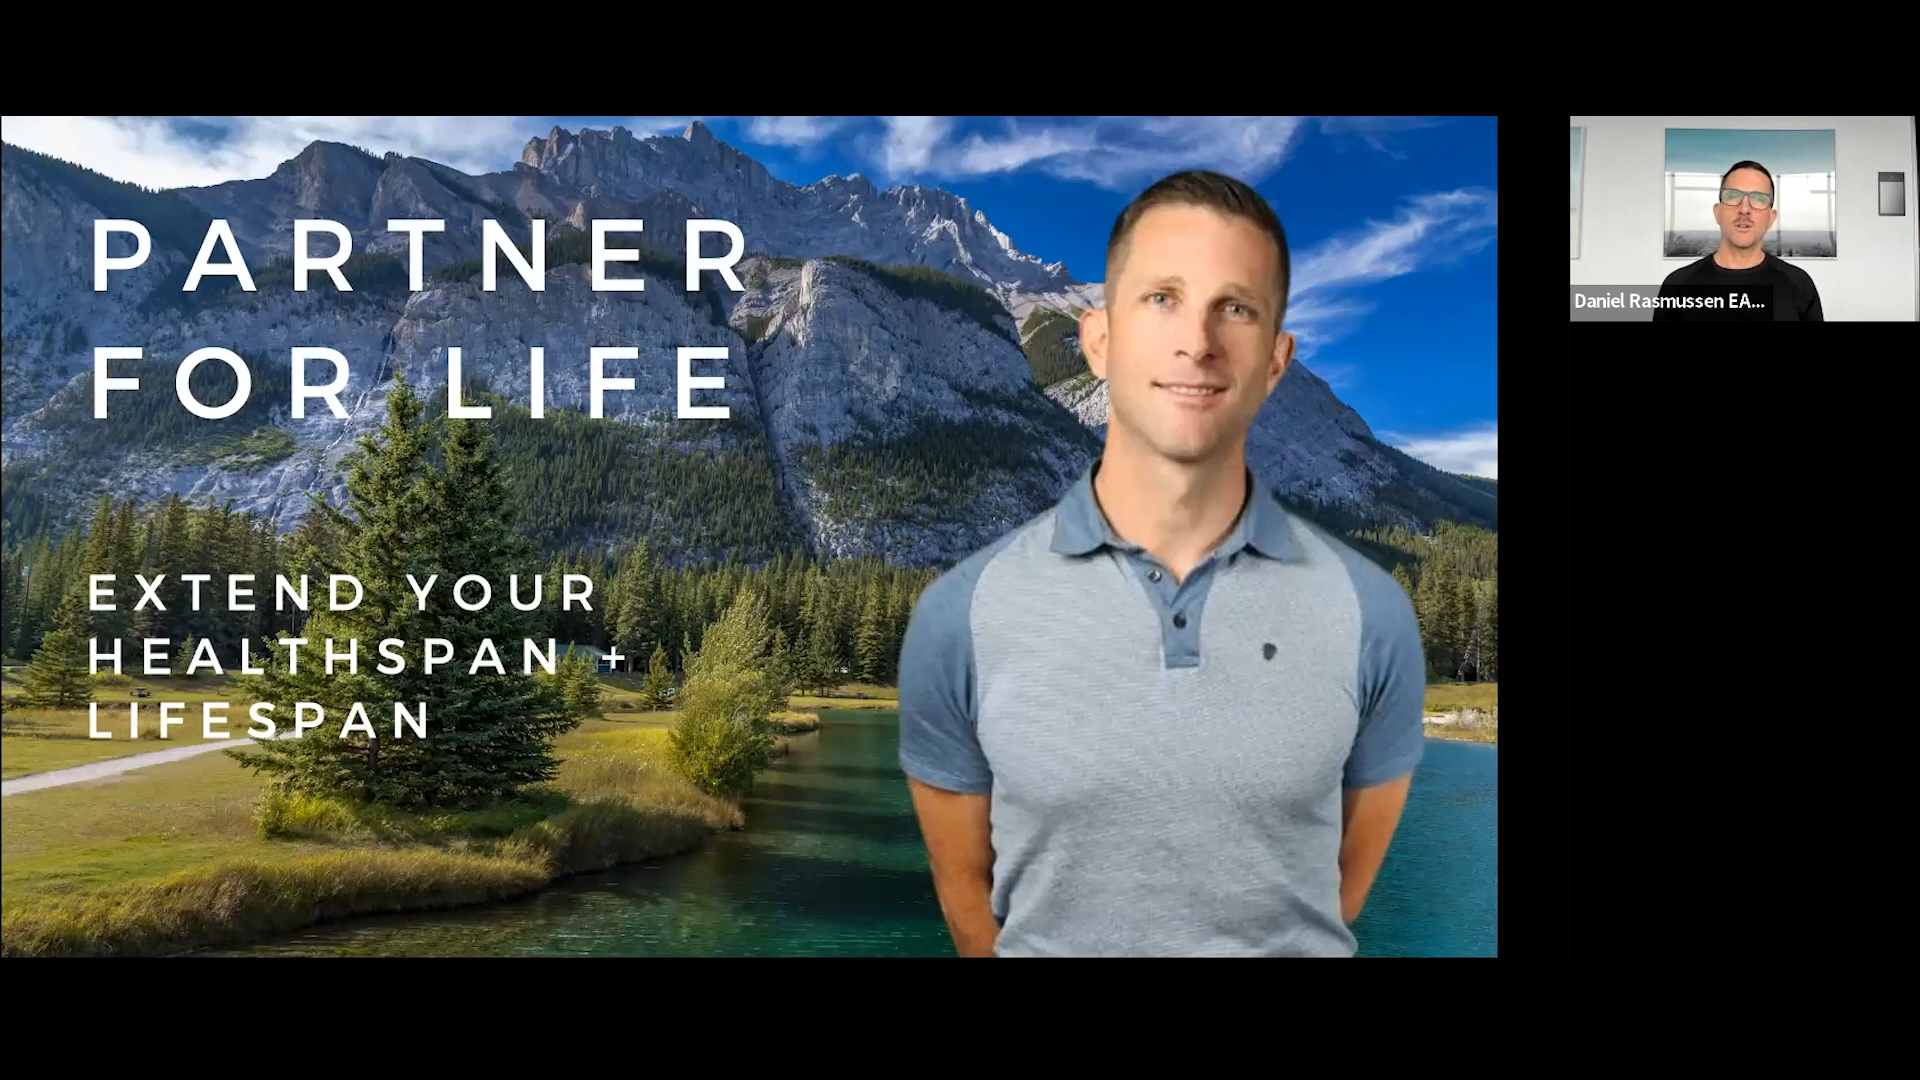 PARTNER
FOR LIFE
EXTEND YOUR
HEALTHSPAN +
LIFESPAN
Daniel Rasmussen EA...